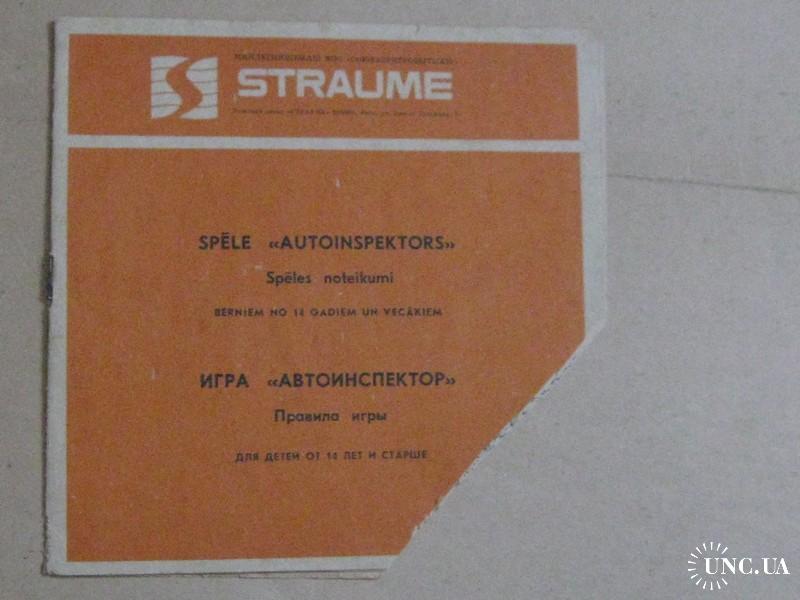 STRAUME
SPĒLE «AUTOINSPEKTORS»
Spēles noteikumi
BĒRNIEM NO 14 GADIEM UN VECĀKIEM
ИГРА «АВТОИНСПЕКТОР»
Правила игры
ДЛЯ ДЕТЕЙ ОТ 14 ЛЕТ И СТАРШЕ
UNC.UA